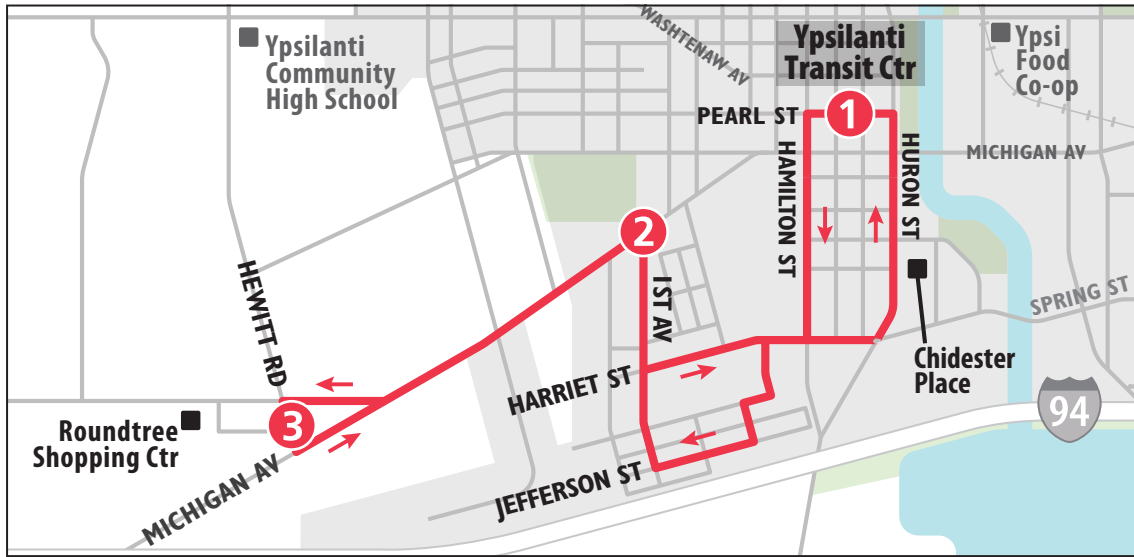 Ypsilanti
Community
High School
WASHTENAW AV
Ypsilanti
Transit Ctr
Ypsi
Food
Co-op
PEARL ST
1
MICHIGAN AV
HAMILTON ST
HURON ST
2
HEWITT RD
1ST AV
SPRING ST
Chidester
Place
HARRIET ST
3
Roundtree
Shopping Ctr
MICHIGAN AV
JEFFERSON ST
94